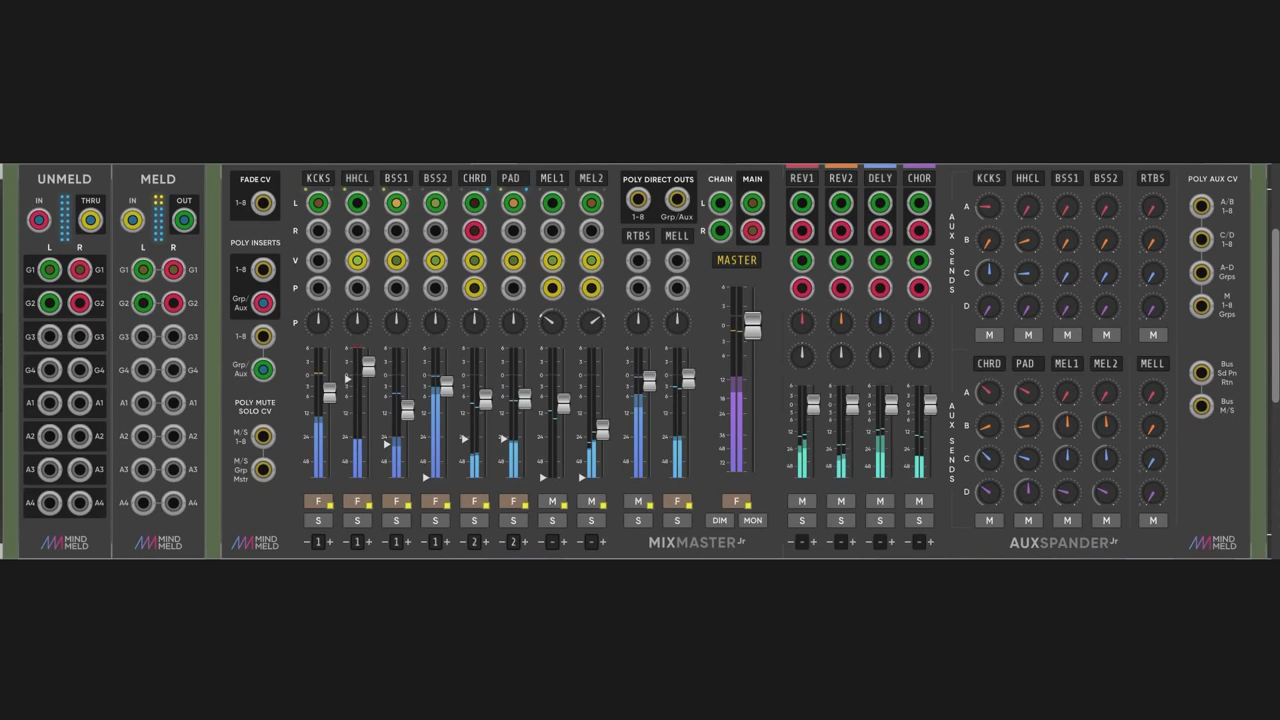 UNMELD
IN
THRU
L R
G1 G1
G2 G2
G3 G3
G4 G4
A1 A1
A2 A2
A3 A3
A4 A4
MIND
MELD
MELD
IN
OUT
L R
G1 G1
G2 G2
G3 G3
G4 G4
A1 A1
A2 A2
A3 A3
A4 A4
MIND
MELD
FADE CV
POLY INSERTS
1-8
Grp/
Aux
1-8
Grp/
Aux
POLY MUTE
SOLO CV
M/S
1-8
M/S
Grp
Mstr
MIND
MELD
KCKS HHCL BSS1 BSS2 CHRD PAD MEL1 MEL2
L
R
V
P
P
F F F F F F M M
S S S S S S S S
- 1 + - 1 + - 1 + - 1 + - 2 + - 2 + - - + - - +
POLY DIRECT OUTS
1-8 Grp/Aux
RTBS MELL
M F
S S
CHAIN MAIN
L
R
MASTER
F
DIM MON
MIXMASTER Jr
REV1 REV2 DELY CHOR
M M M M
S S S S
- - + - - + - - + - - +
AUX SENDS
KCKS HHCL BSS1 BSS2 RTBS
A
B
C
D
M M M M M
AUX SENDS
CHRD PAD MEL1 MEL2 MELL
A
B
C
D
M M M M M
AUXSPANDER Jr
POLY AUX CV
A/B
1-8
C/D
1-8
A-D
Grps
M
1-8
Grps
Bus
Sd Pn
Rtn
Bus
M/S
MIND
MELD